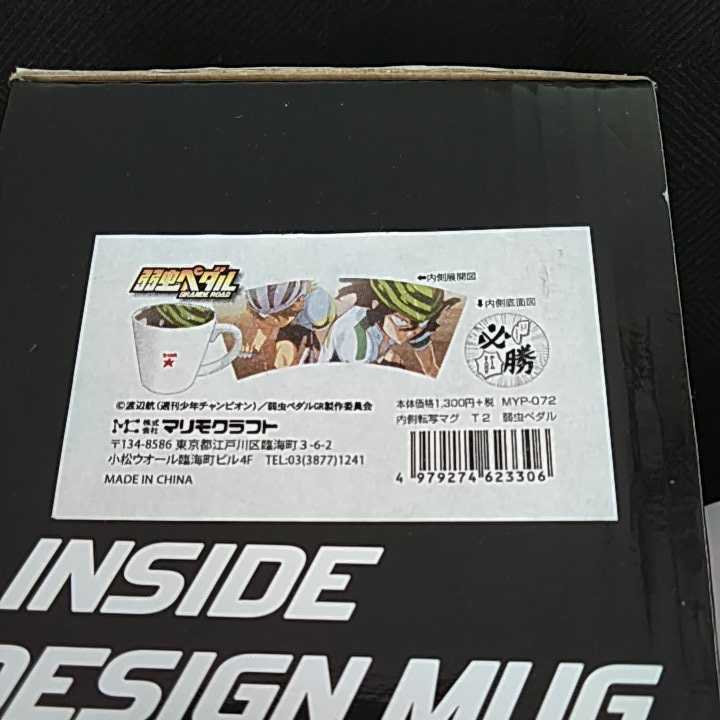 弱虫ペダル
GRANDE ROAD
←内側展開図
⬇内側底面図
必勝
©渡辺航(週刊少年チャンピオン)/弱虫ペダルGR製作委員会
MC 株式会社 マリモクラフト
〒134-8586 東京都江戸川区臨海町3-6-2
小松ウオール臨海町ビル4F TEL:03(3877)1241
MADE IN CHINA
本体価格1,300円+税 MYP-072
内側転写マグ T2 弱虫ペダル
4 979274 623306
INSIDE
DESIGN MUG